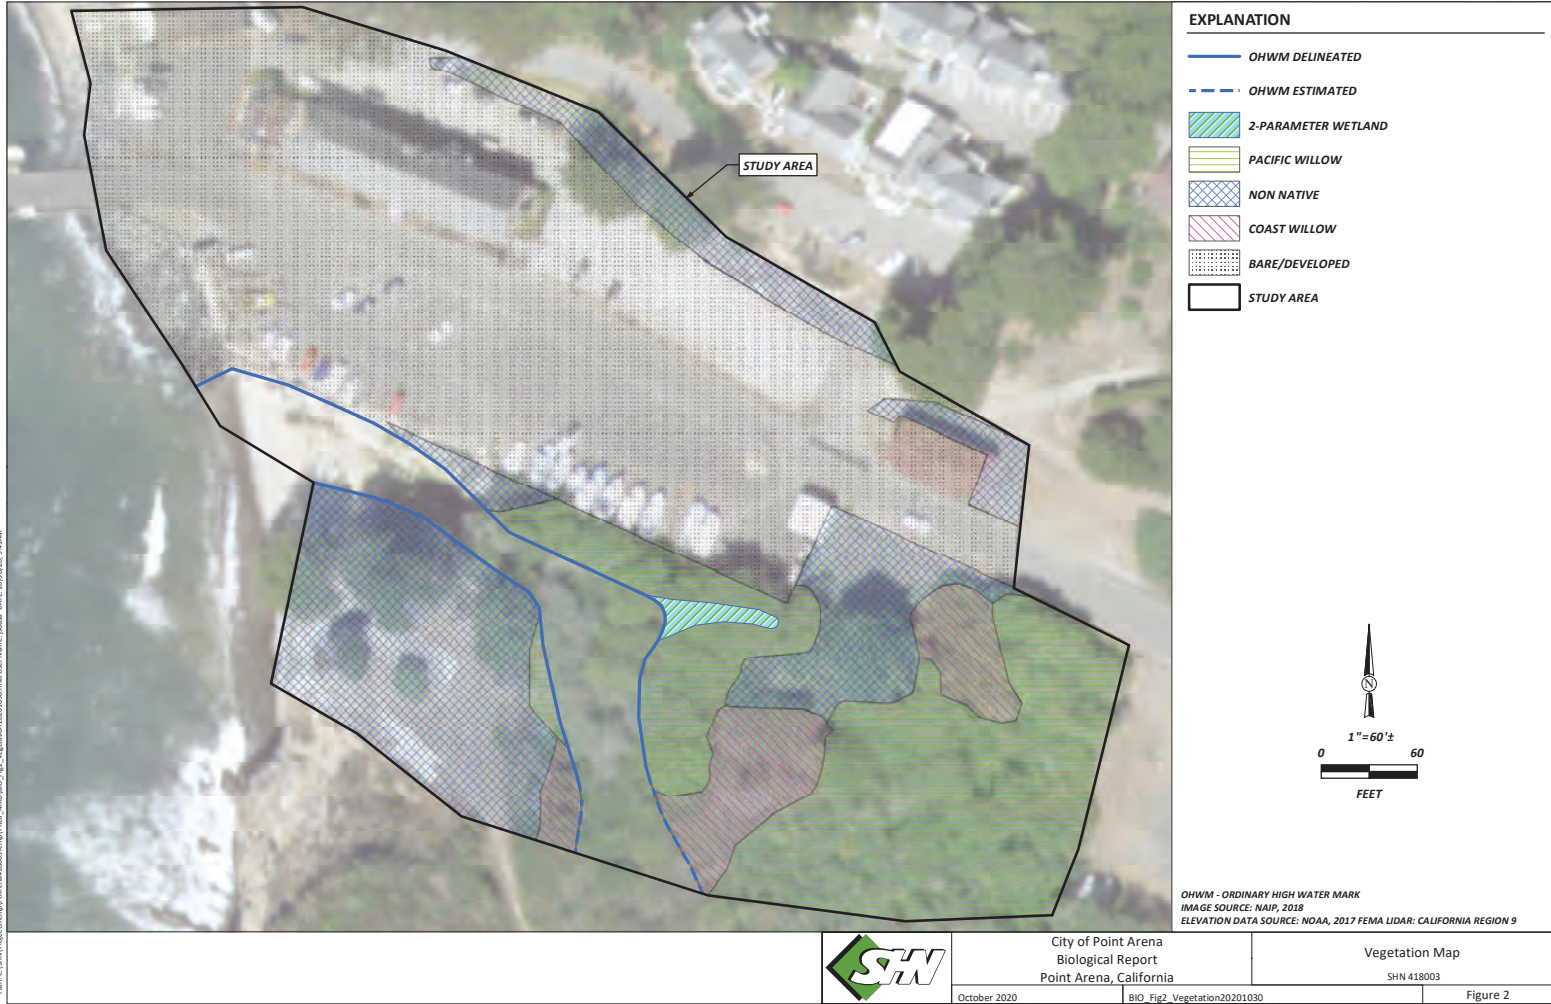 EXPLANATION
OHWM DELINEATED
OHWM ESTIMATED
2-PARAMETER WETLAND
PACIFIC WILLOW
NON NATIVE
COAST WILLOW
BARE/DEVELOPED
STUDY AREA
STUDY AREA
N
1"=60'±
0 60
FEET
OHWM - ORDINARY HIGH WATER MARK
IMAGE SOURCE: NAIP, 2018
ELEVATION DATA SOURCE: NOAA, 2017 FEMA LIDAR: CALIFORNIA REGION 9
SHN
City of Point Arena
Biological Report
Point Arena, California
Vegetation Map
SHN 418003
October 2020
BIO_Fig2_Vegetation20201030
Figure 2